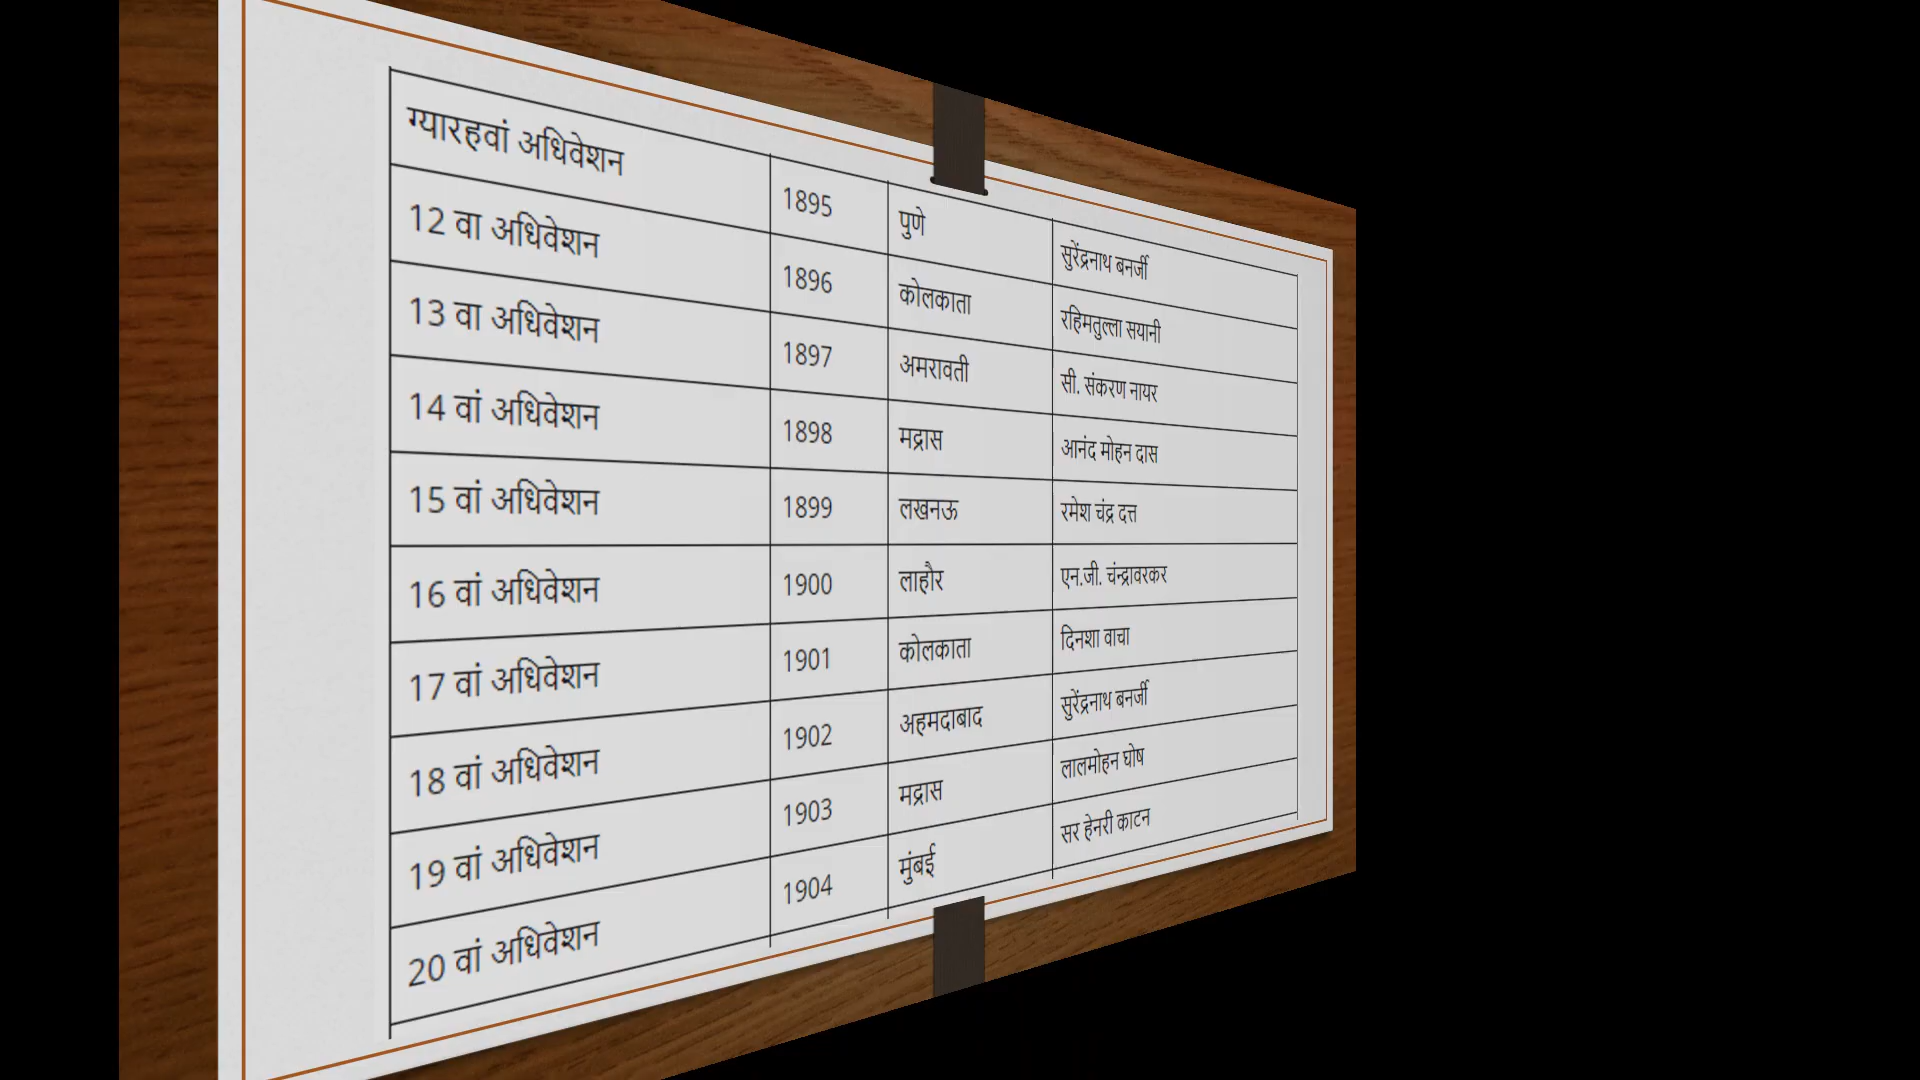 ग्यारहवां अधिवेशन 1895 पुणे सुरेंद्रनाथ बनर्जी
12 वा अधिवेशन 1896 कोलकाता रहिमतुल्ला सयानी
13 वा अधिवेशन 1897 अमरावती सी. संकरण नायर
14 वां अधिवेशन 1898 मद्रास आनंद मोहन दास
15 वां अधिवेशन 1899 लखनऊ रमेश चंद्र दत्त
16 वां अधिवेशन 1900 लाहौर एन.जी. चंन्द्रावरकर
17 वां अधिवेशन 1901 कोलकाता दिनशा वाचा
18 वां अधिवेशन 1902 अहमदाबाद सुरेंद्रनाथ बनर्जी
19 वां अधिवेशन 1903 मद्रास लालमोहन घोष
20 वां अधिवेशन 1904 मुंबई सर हेनरी काटन